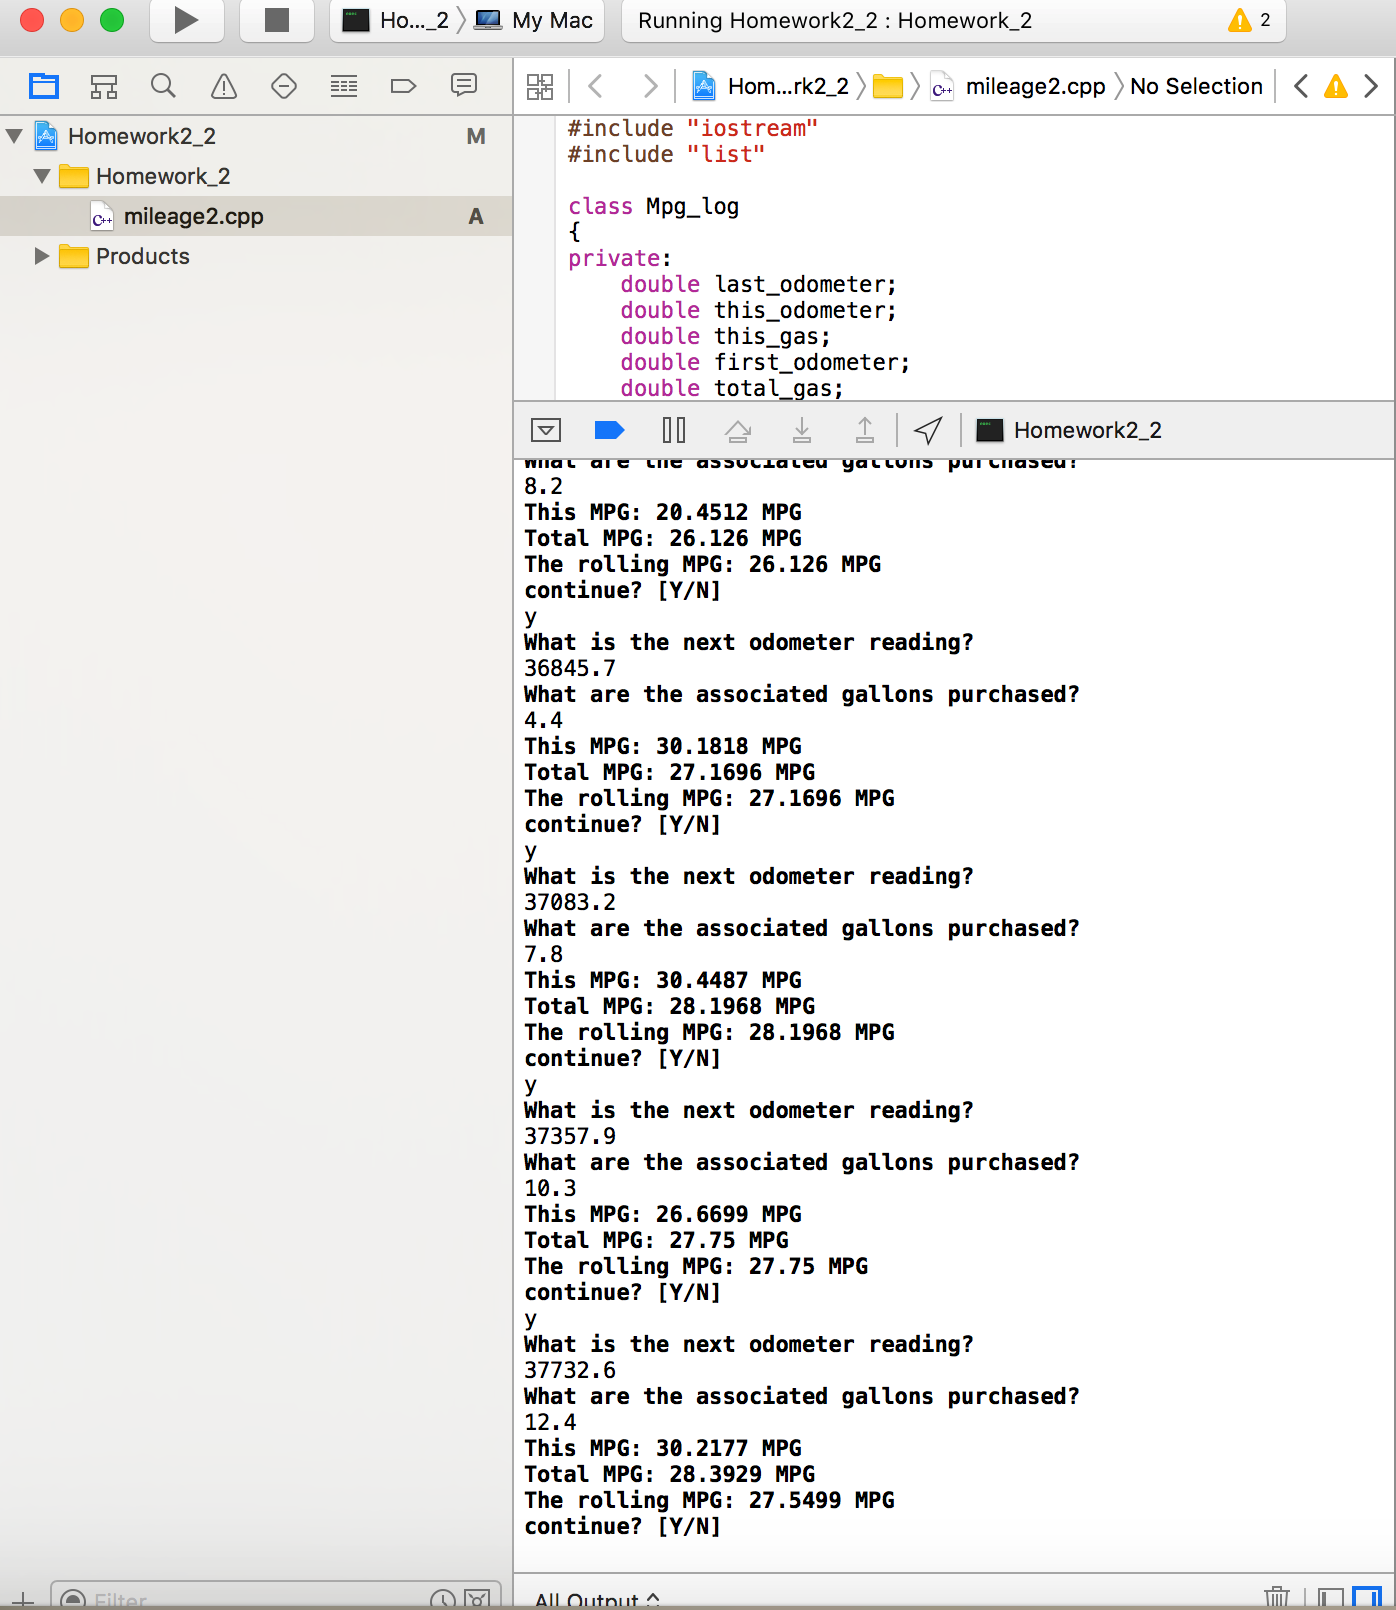 Ho..._2 My Mac
Running Homework2_2 : Homework_2
2
Hom...rk2_2 mileage2.cpp No Selection
Homework2_2 M
Homework_2
mileage2.cpp A
Products
#include "iostream"
#include "list"
class Mpg_log
{
private:
double last_odometer;
double this_odometer;
double this_gas;
double first_odometer;
double total_gas;
Homework2_2
What are the associated gallons purchased?
8.2
This MPG: 20.4512 MPG
Total MPG: 26.126 MPG
The rolling MPG: 26.126 MPG
continue? [Y/N]
y
What is the next odometer reading?
36845.7
What are the associated gallons purchased?
4.4
This MPG: 30.1818 MPG
Total MPG: 27.1696 MPG
The rolling MPG: 27.1696 MPG
continue? [Y/N]
y
What is the next odometer reading?
37083.2
What are the associated gallons purchased?
7.8
This MPG: 30.4487 MPG
Total MPG: 28.1968 MPG
The rolling MPG: 28.1968 MPG
continue? [Y/N]
y
What is the next odometer reading?
37357.9
What are the associated gallons purchased?
10.3
This MPG: 26.6699 MPG
Total MPG: 27.75 MPG
The rolling MPG: 27.75 MPG
continue? [Y/N]
y
What is the next odometer reading?
37732.6
What are the associated gallons purchased?
12.4
This MPG: 30.2177 MPG
Total MPG: 28.3929 MPG
The rolling MPG: 27.5499 MPG
continue? [Y/N]
Filter
All Output